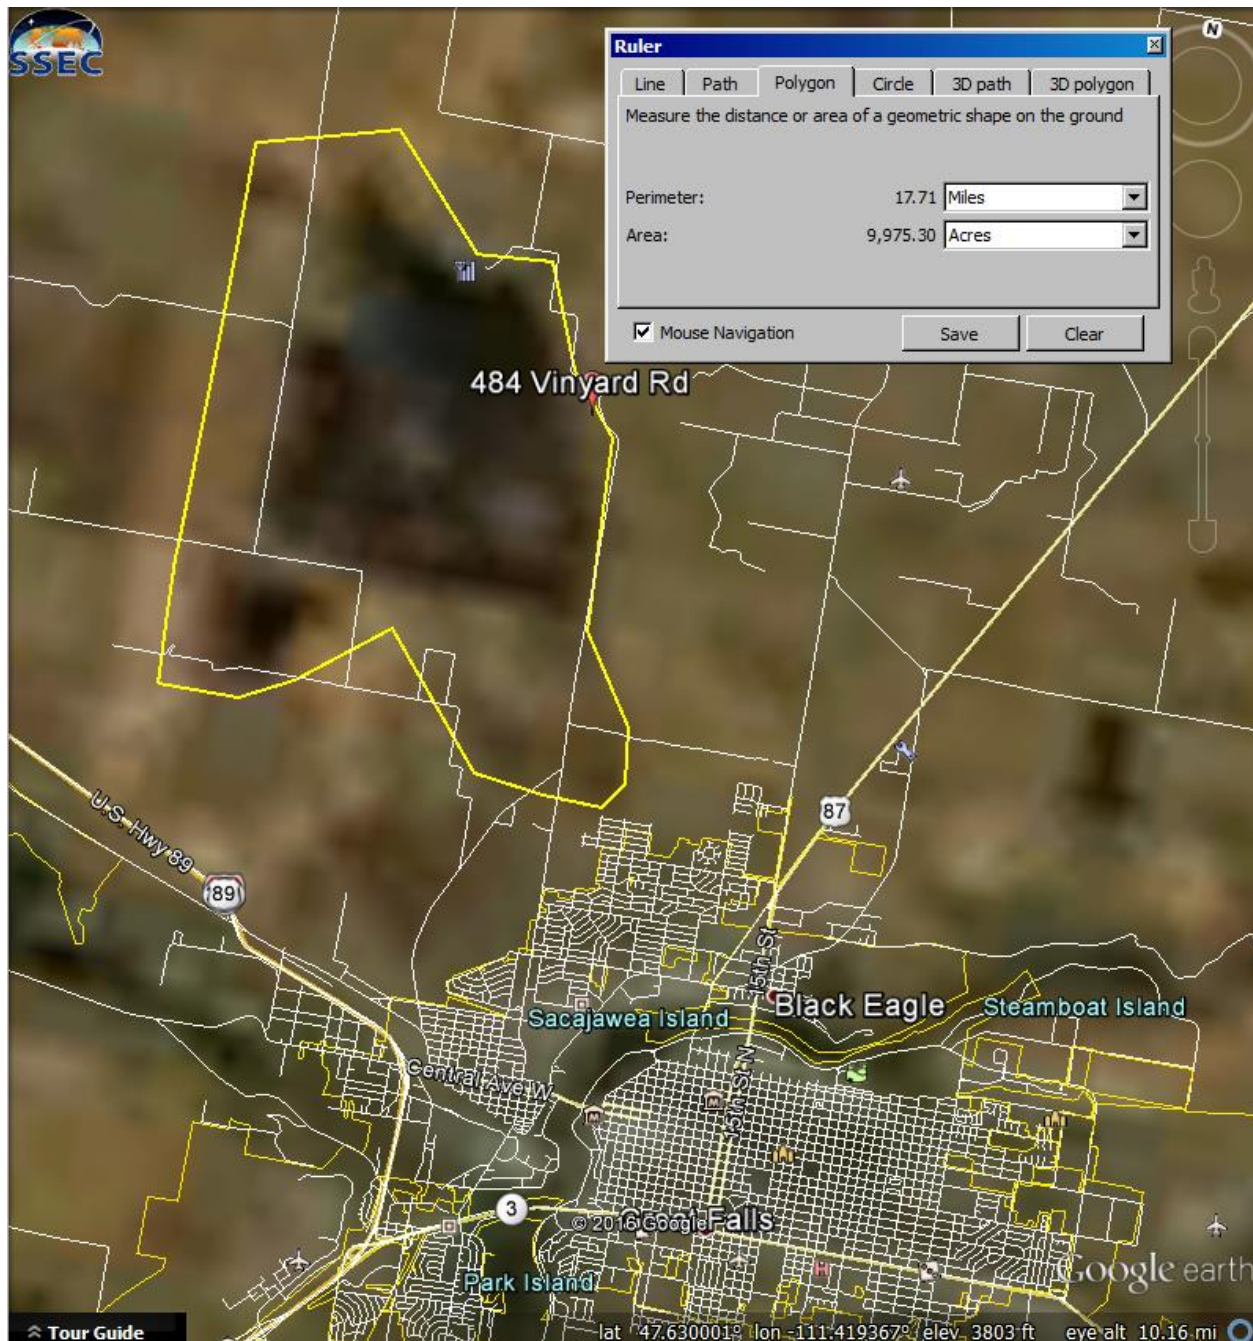 SSEC
N
Ruler
Line Path Polygon Circle 3D path 3D polygon
Measure the distance or area of a geometric shape on the ground
Perimeter: 17.71 Miles
Area: 9,975.30 Acres
Mouse Navigation Save Clear
484 Vinyard Rd
87
U.S. Hwy 89
89
15th St
Black Eagle
Steamboat Island
Sacajawea Island
Central Ave W
15th St N
3
© 2016 Google
Great Falls
H
Park Island
Google earth
Tour Guide
lat 47.630001° lon -111.419367° elev 3803 ft eye alt 10.16 mi